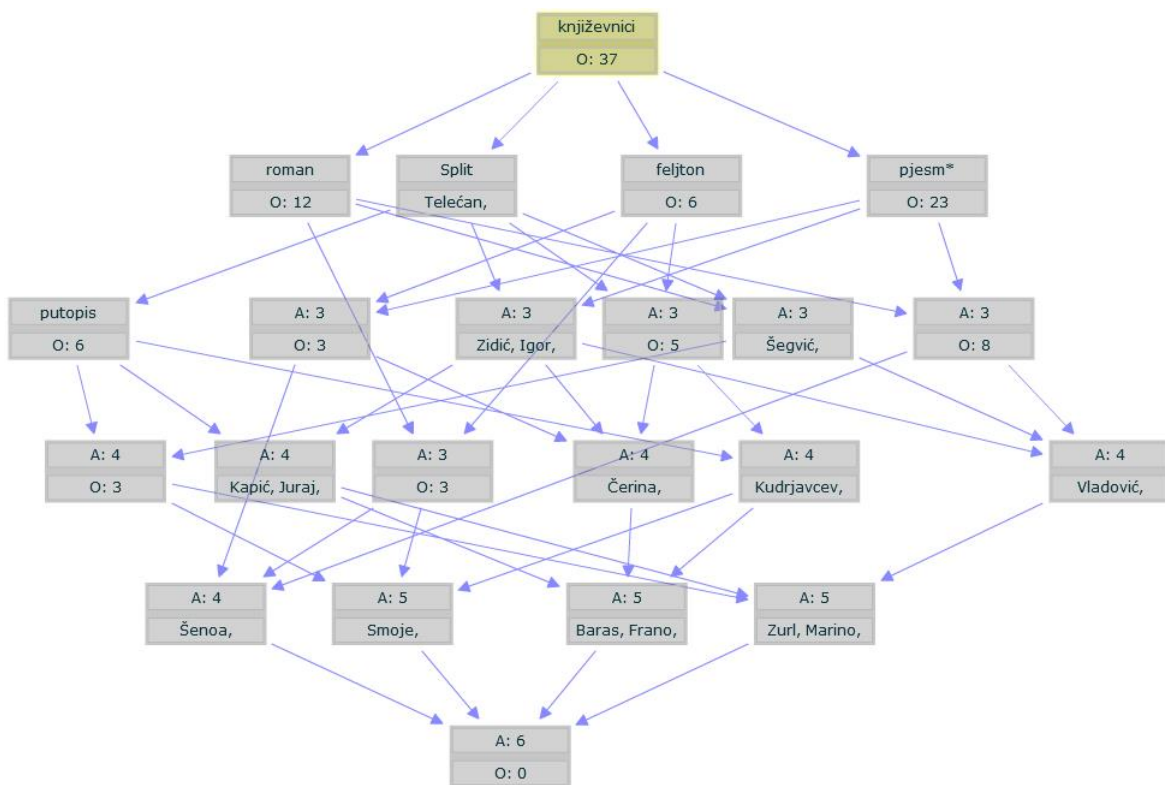 književnici
O: 37
roman
O: 12
Split
Telećan,
feljton
O: 6
pjesm*
O: 23
putopis
O: 6
A: 3
O: 3
A: 3
Zidić, Igor,
A: 3
O: 5
A: 3
Šegvić,
A: 3
O: 8
A: 4
O: 3
A: 4
Kapić, Juraj,
A: 3
O: 3
A: 4
Čerina,
A: 4
Kudrjavcev,
A: 4
Vladović,
A: 4
Šenoa,
A: 5
Smoje,
A: 5
Baras, Frano,
A: 5
Zurl, Marino,
A: 6
O: 0